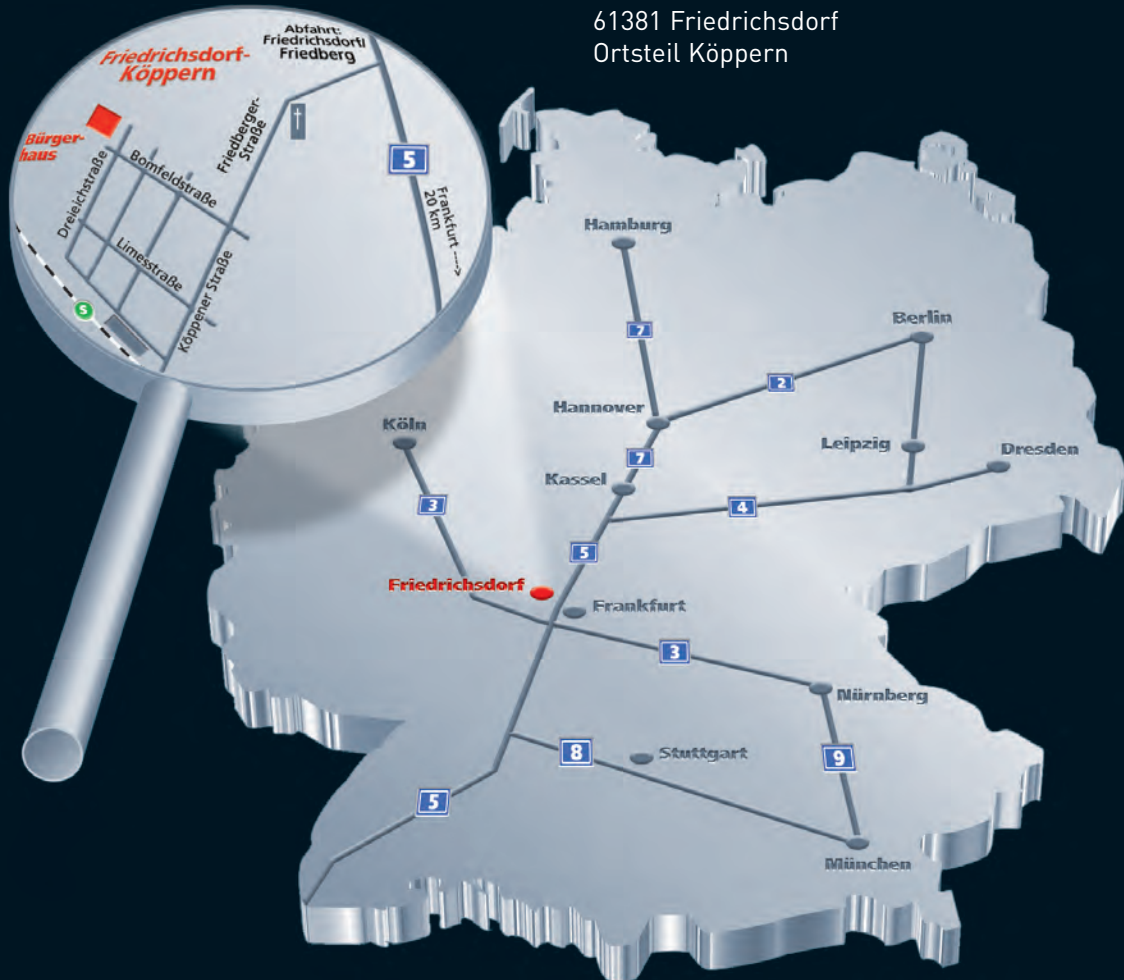 61381 Friedrichsdorf
Ortsteil Köppern
Abfahrt:
Friedrichsdorf/
Friedberg
Friedrichsdorf-
Köppern
Bürger-
haus
Friedberger-
Straße
Bornfeldstraße
Dreieichstraße
Limesstraße
Köppener Straße
5
Frankfurt
20 km
---->
S
Hamburg
7
Berlin
2
Hannover
Köln
7
Leipzig
Dresden
Kassel
3
4
5
Friedrichsdorf
Frankfurt
3
Nürnberg
8
Stuttgart
9
5
München